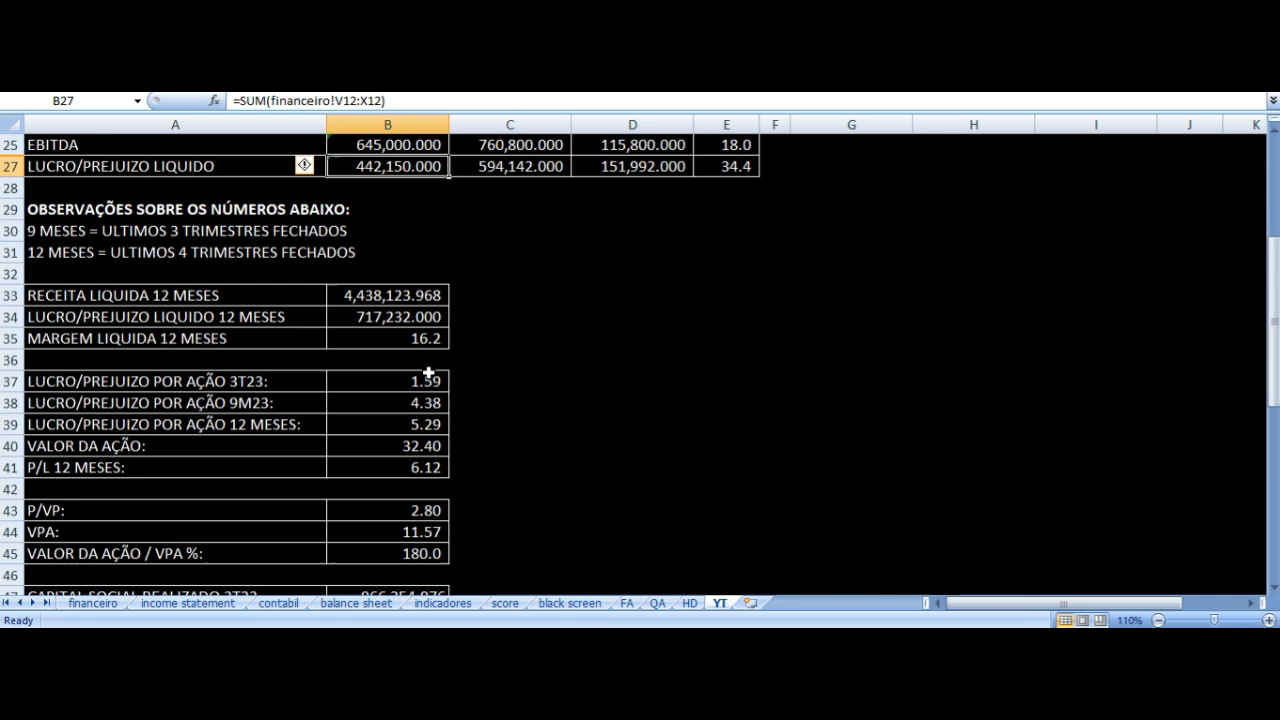 B27 fx =SUM(financeiro!V12:X12)
A B C D E F G H I J K
25 EBITDA 645,000.000 760,800.000 115,800.000 18.0
27 LUCRO/PREJUIZO LIQUIDO 442,150.000 594,142.000 151,992.000 34.4
28
29 OBSERVAÇÕES SOBRE OS NÚMEROS ABAIXO:
30 9 MESES = ULTIMOS 3 TRIMESTRES FECHADOS
31 12 MESES = ULTIMOS 4 TRIMESTRES FECHADOS
32
33 RECEITA LIQUIDA 12 MESES 4,438,123.968
34 LUCRO/PREJUIZO LIQUIDO 12 MESES 717,232.000
35 MARGEM LIQUIDA 12 MESES 16.2
36
37 LUCRO/PREJUIZO POR AÇÃO 3T23: 1.59
38 LUCRO/PREJUIZO POR AÇÃO 9M23: 4.38
39 LUCRO/PREJUIZO POR AÇÃO 12 MESES: 5.29
40 VALOR DA AÇÃO: 32.40
41 P/L 12 MESES: 6.12
42
43 P/VP: 2.80
44 VPA: 11.57
45 VALOR DA AÇÃO / VPA %: 180.0
46
financeiro income statement contabil balance sheet indicadores score black screen FA QA HD YT
Ready 110%